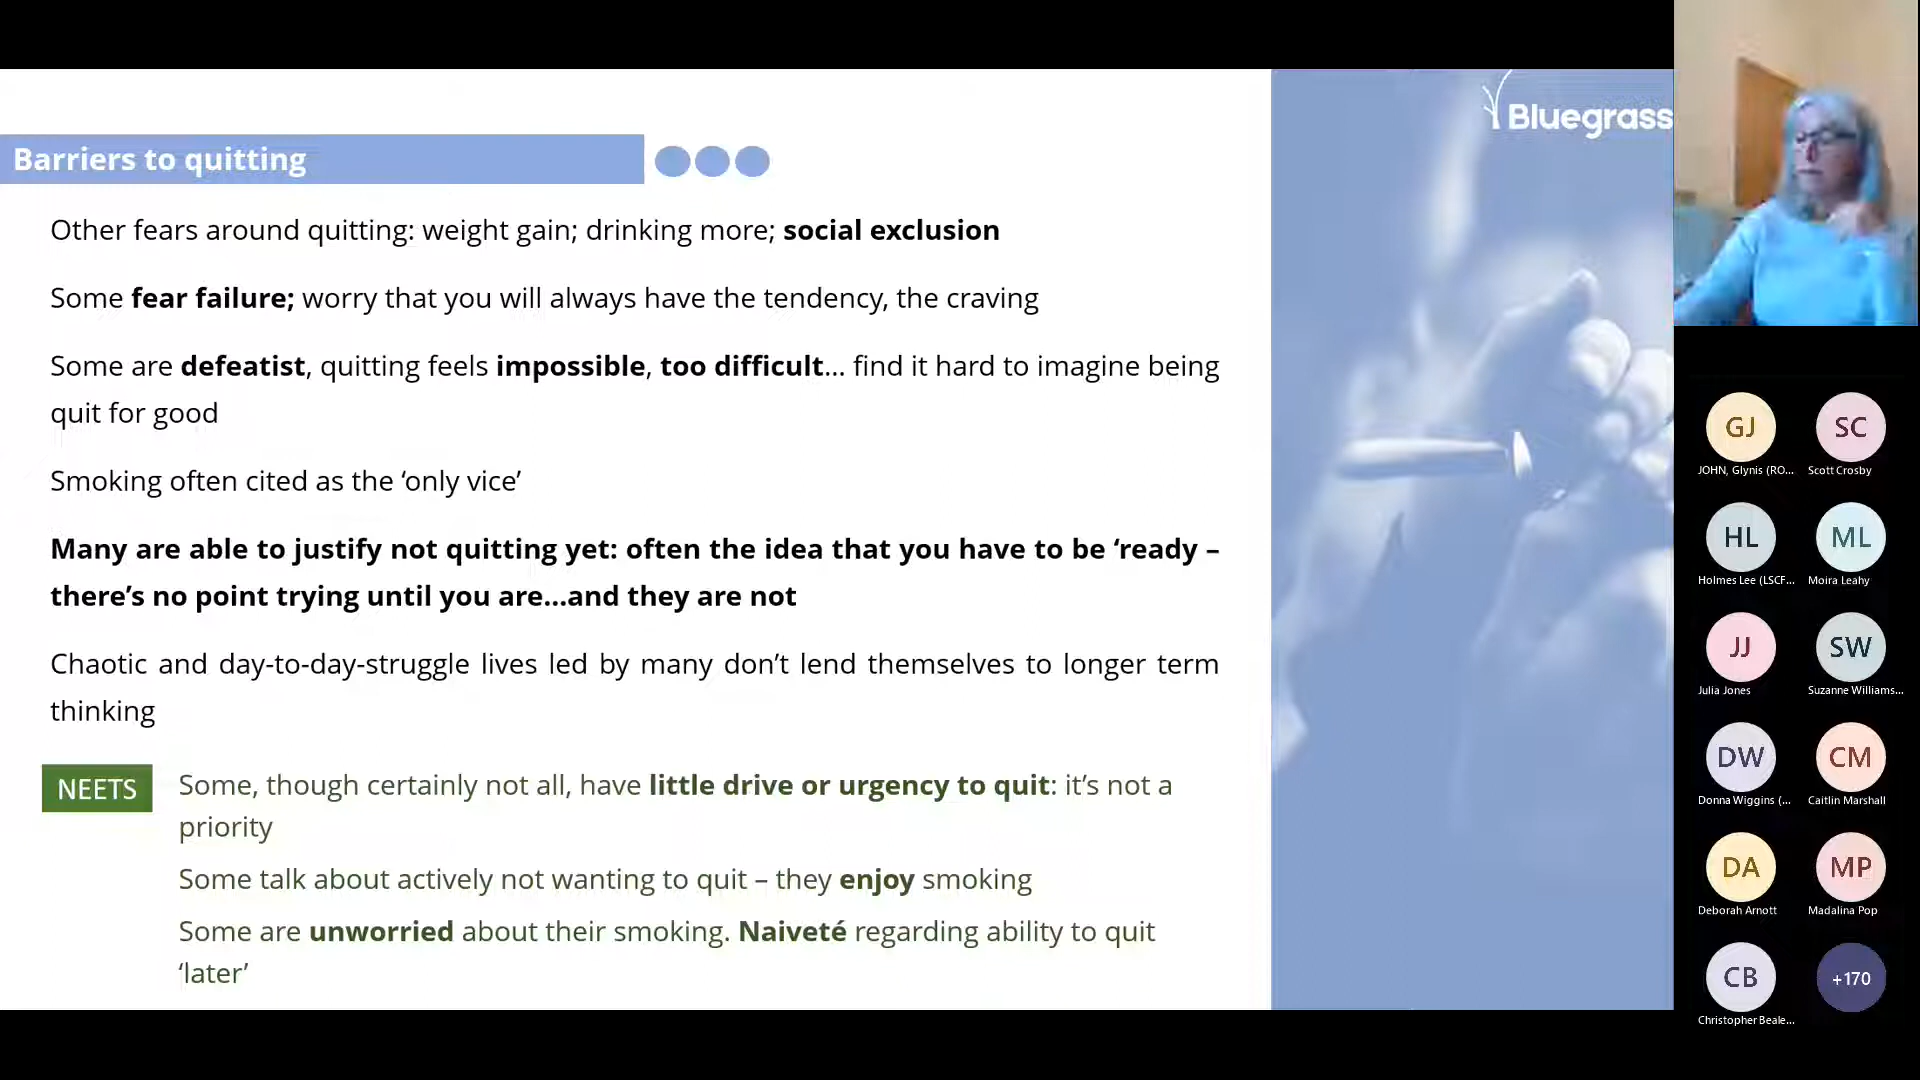 Bluegrass
Barriers to quitting
Other fears around quitting: weight gain; drinking more; social exclusion
Some fear failure; worry that you will always have the tendency, the craving
Some are defeatist, quitting feels impossible, too difficult... find it hard to imagine being
quit for good
Smoking often cited as the ‘only vice’
Many are able to justify not quitting yet: often the idea that you have to be ‘ready –
there’s no point trying until you are...and they are not
Chaotic and day-to-day-struggle lives led by many don’t lend themselves to longer term
thinking
NEETS
Some, though certainly not all, have little drive or urgency to quit: it’s not a
priority
Some talk about actively not wanting to quit – they enjoy smoking
Some are unworried about their smoking. Naiveté regarding ability to quit
‘later’
GJ
JOHN, Glynis (RO...
SC
Scott Crosby
HL
Holmes Lee (LSCF...
ML
Moira Leahy
JJ
Julia Jones
SW
Suzanne Williams...
DW
Donna Wiggins (...
CM
Caitlin Marshall
DA
Deborah Arnott
MP
Madalina Pop
CB
Christopher Beale...
+170